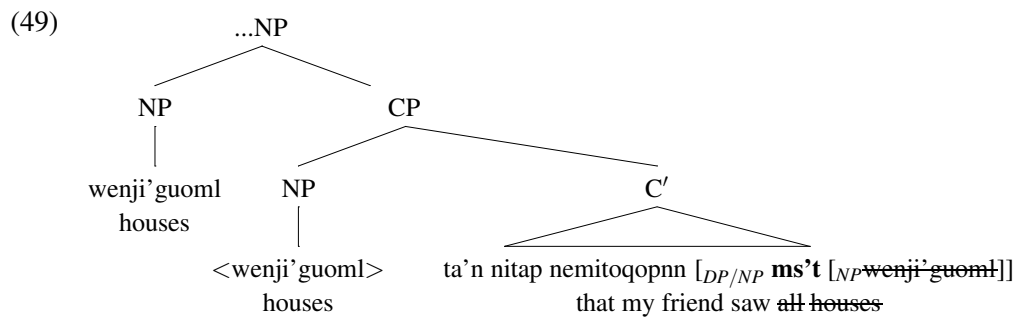 (49)
...NP
NP CP
wenji'guoml NP C′
houses
<wenji'guoml> ta'n nitap nemitoqopnn [DP/NP ms't [NP wenji'guoml]]
houses that my friend saw all houses